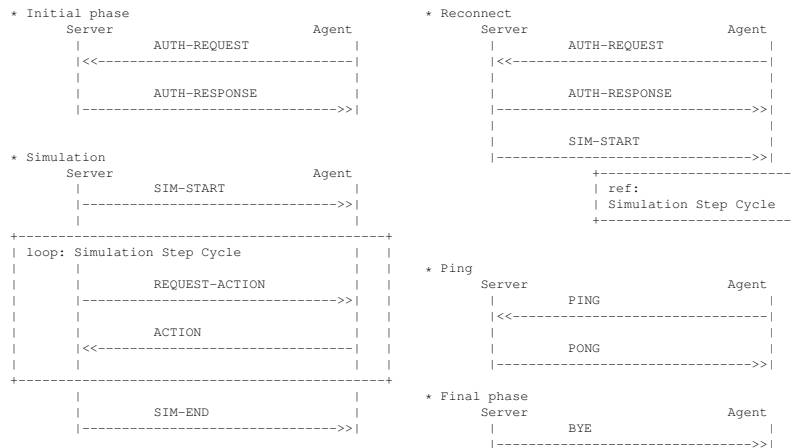 * Initial phase
Server Agent
AUTH-REQUEST
AUTH-RESPONSE
* Simulation
Server Agent
SIM-START
loop: Simulation Step Cycle
REQUEST-ACTION
ACTION
SIM-END
* Reconnect
Server Agent
AUTH-REQUEST
AUTH-RESPONSE
SIM-START
ref:
Simulation Step Cycle
* Ping
Server Agent
PING
PONG
* Final phase
Server Agent
BYE